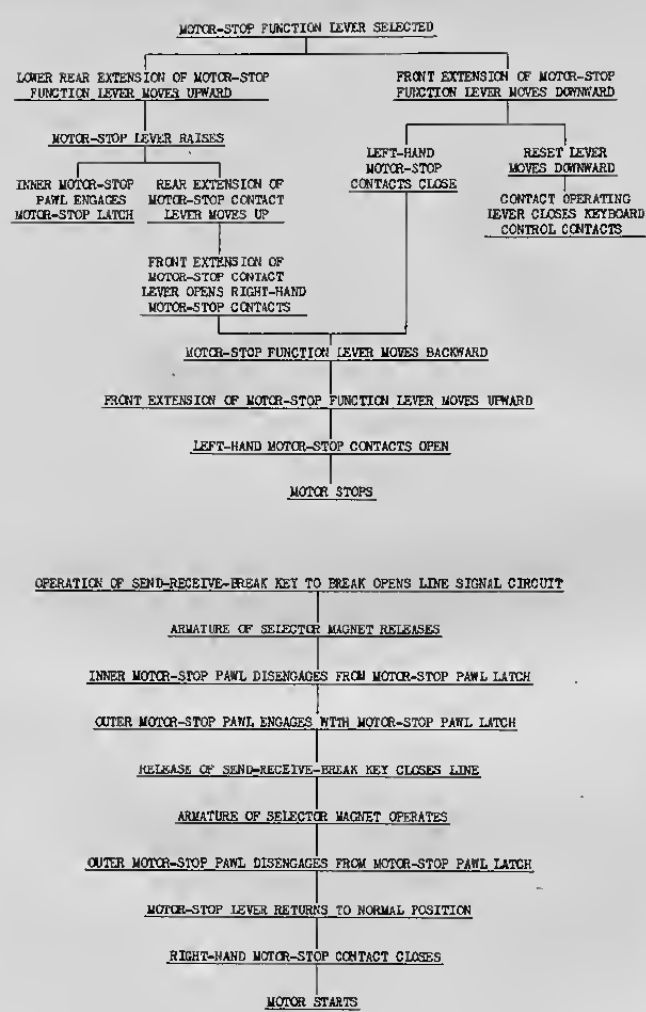 MOTOR-STOP FUNCTION LEVER SELECTED
LOWER REAR EXTENSION OF MOTOR-STOP
FUNCTION LEVER MOVES UPWARD
FRONT EXTENSION OF MOTOR-STOP
FUNCTION LEVER MOVES DOWNWARD
MOTOR-STOP LEVER RAISES
LEFT-HAND
MOTOR-STOP
CONTACTS CLOSE
RESET LEVER
MOVES DOWNWARD
INNER MOTOR-STOP
PAWL ENGAGES
MOTOR-STOP LATCH
REAR EXTENSION OF
MOTOR-STOP CONTACT
LEVER MOVES UP
CONTACT OPERATING
LEVER CLOSES KEYBOARD
CONTROL CONTACTS
FRONT EXTENSION OF
MOTOR-STOP CONTACT
LEVER OPENS RIGHT-HAND
MOTOR-STOP CONTACTS
MOTOR-STOP FUNCTION LEVER MOVES BACKWARD
FRONT EXTENSION OF MOTOR-STOP FUNCTION LEVER MOVES UPWARD
LEFT-HAND MOTOR-STOP CONTACTS OPEN
MOTOR STOPS
OPERATION OF SEND-RECEIVE-BREAK KEY TO BREAK OPENS LINE SIGNAL CIRCUIT
ARMATURE OF SELECTOR MAGNET RELEASES
INNER MOTOR-STOP PAWL DISENGAGES FROM MOTOR-STOP PAWL LATCH
OUTER MOTOR-STOP PAWL ENGAGES WITH MOTOR-STOP PAWL LATCH
RELEASE OF SEND-RECEIVE-BREAK KEY CLOSES LINE
ARMATURE OF SELECTOR MAGNET OPERATES
OUTER MOTOR-STOP PAWL DISENGAGES FROM MOTOR-STOP PAWL LATCH
MOTOR-STOP LEVER RETURNS TO NORMAL POSITION
RIGHT-HAND MOTOR-STOP CONTACT CLOSES
MOTOR STARTS